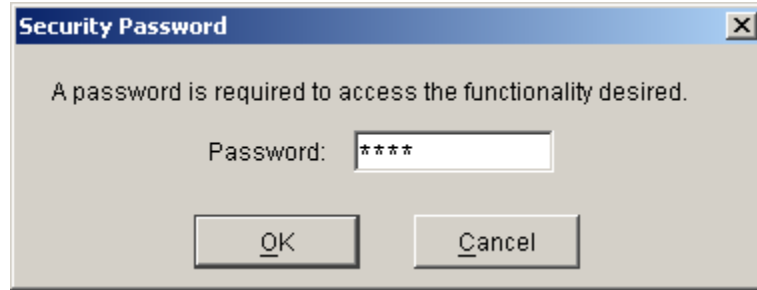 Security Password
A password is required to access the functionality desired.
Password: ****
OK Cancel